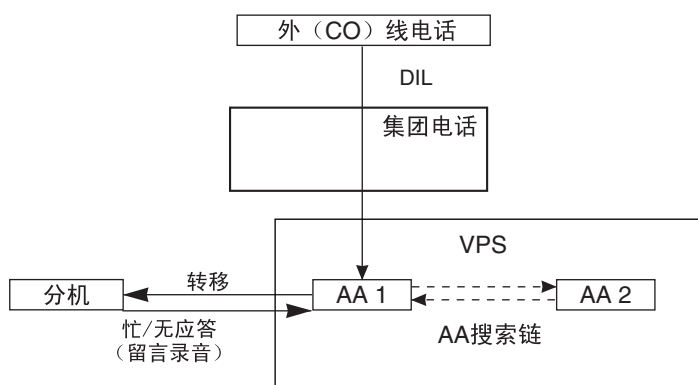 外（CO）线电话
DIL
集团电话
VPS
分机
转移
AA 1
AA 2
忙/无应答
（留言录音）
AA搜索链